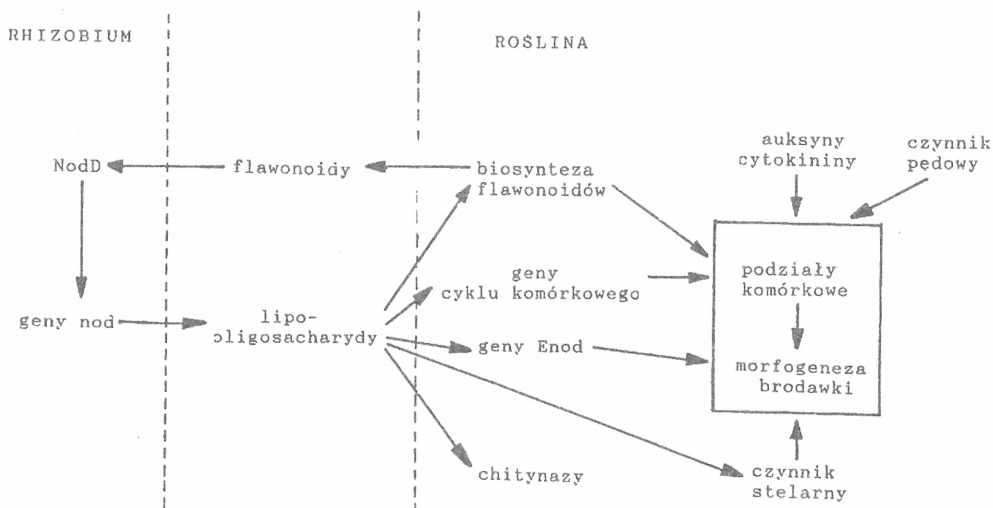 RHIZOBIUM
ROŚLINA
auksyny
cytokininy
czynnik
pędowy
NodD
flawonoidy
biosynteza
flawonoidów
geny
cyklu komórkowego
podziały
komórkowe
geny nod
lipo-
oligosacharydy
geny Enod
morfogeneza
brodawki
chitynazy
czynnik
stelarny